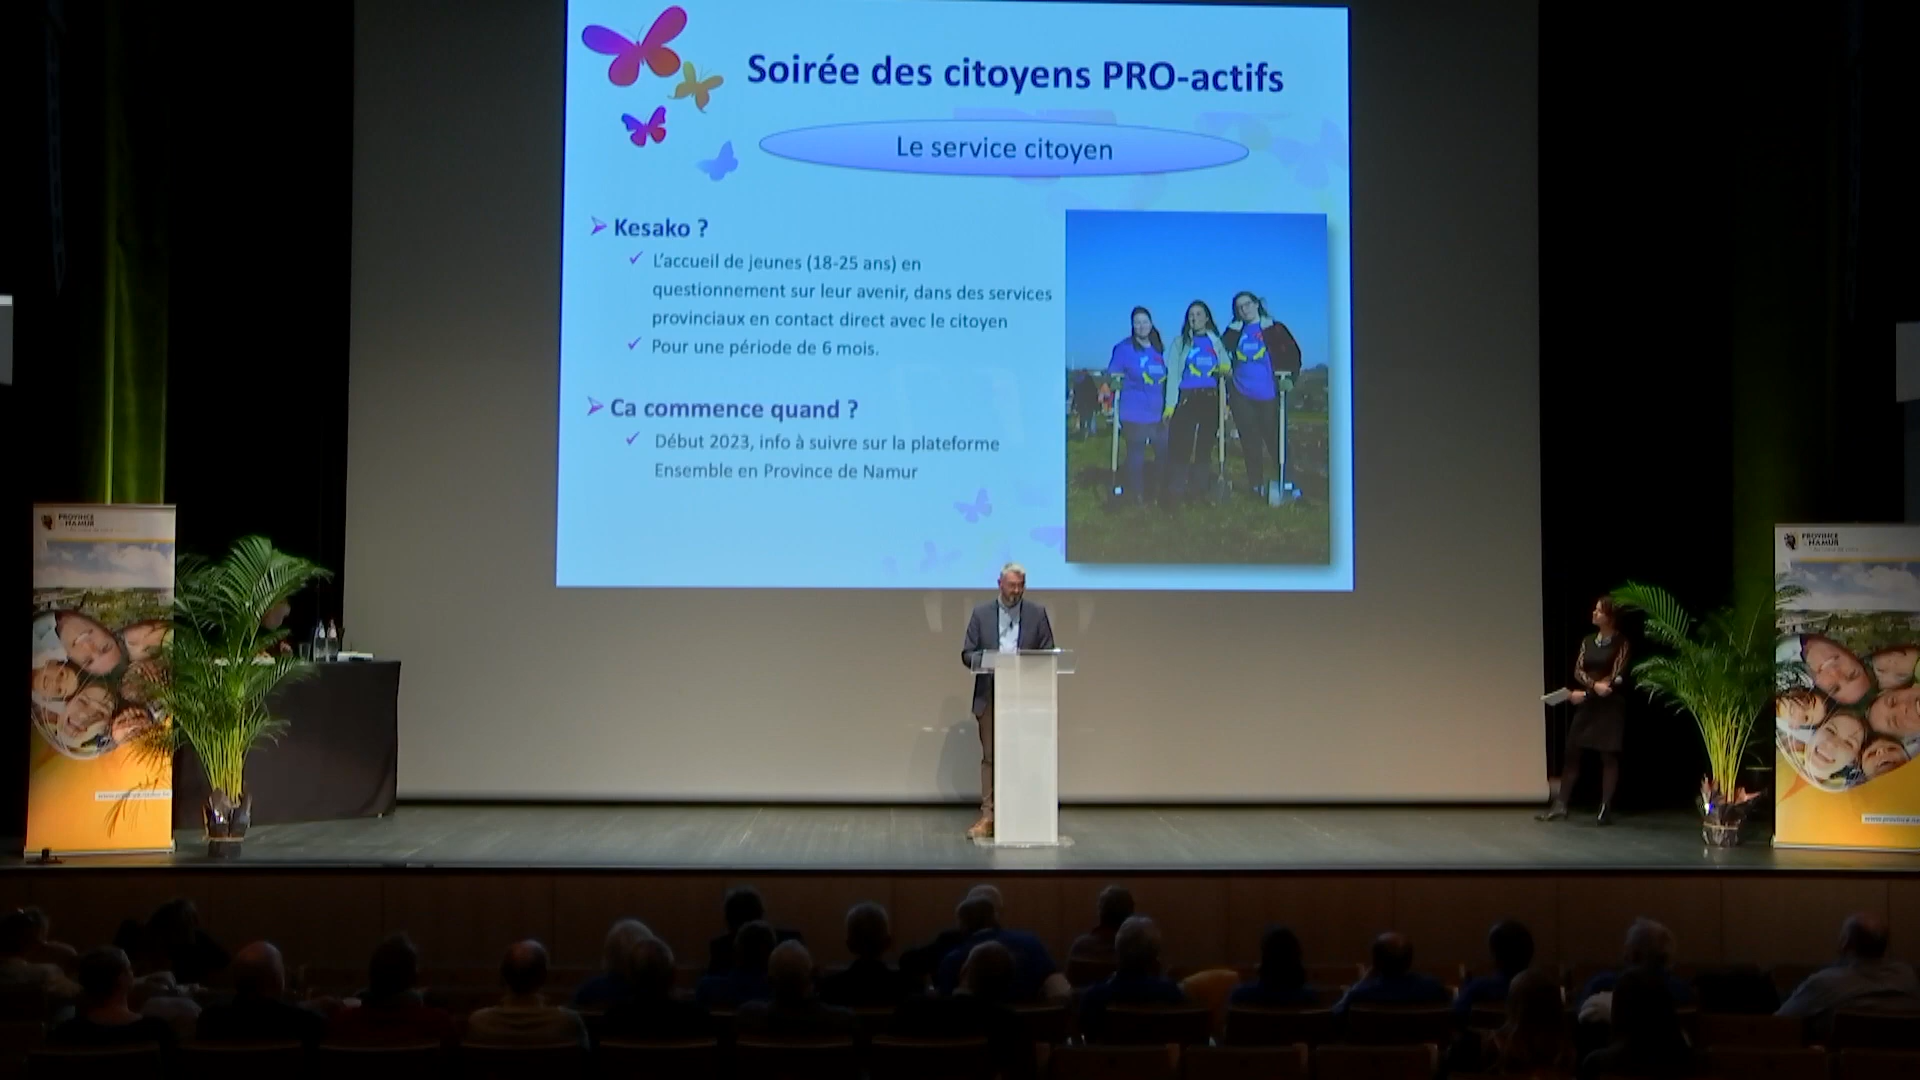 Soirée des citoyens PRO-actifs
Le service citoyen
Kesako ?
L'accueil de jeunes (18-25 ans) en
questionnement sur leur avenir, dans des services
provinciaux en contact direct avec le citoyen
Pour une période de 6 mois.
Ca commence quand ?
Début 2023, info à suivre sur la plateforme
Ensemble en Province de Namur
PROVINCE
NAMUR
PROVINCE
NAMUR